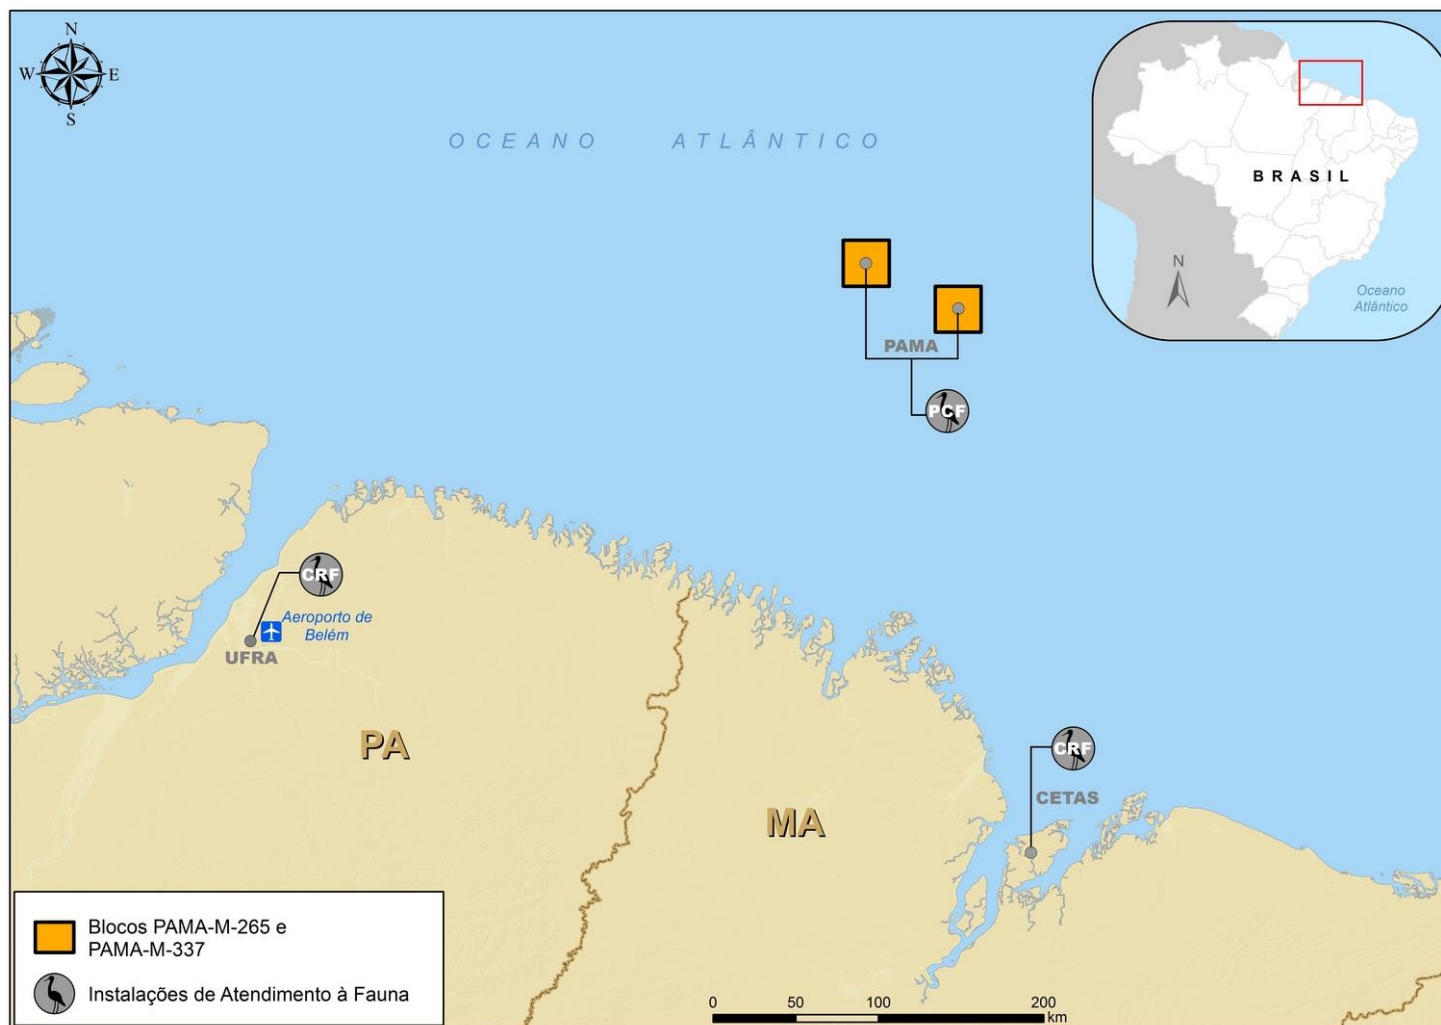 N
W
E
S
OCEANO ATLÂNTICO
BRASIL
N
Oceano
Atlântico
PAMA
PCF
CRF
Aeroporto de
Belém
UFRA
PA
CRF
CETAS
MA
Blocos PAMA-M-265 e
PAMA-M-337
Instalações de Atendimento à Fauna
0 50 100 200
km